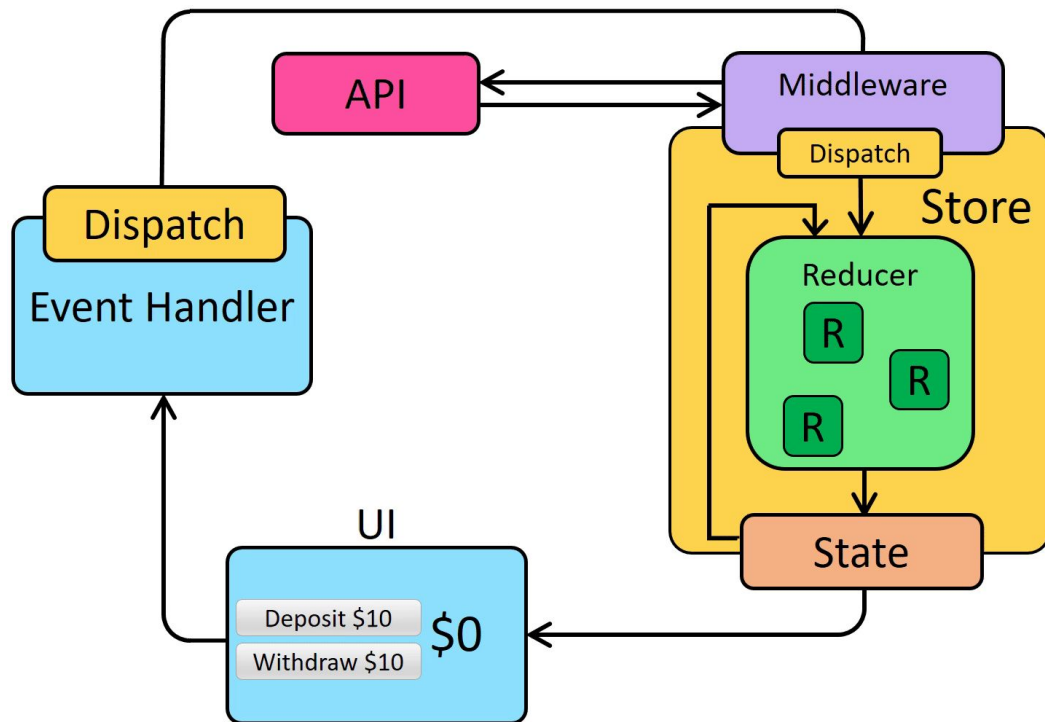 API
Middleware
Dispatch
Store
Dispatch
Event Handler
Reducer
R
R
R
State
UI
Deposit $10
Withdraw $10
$0